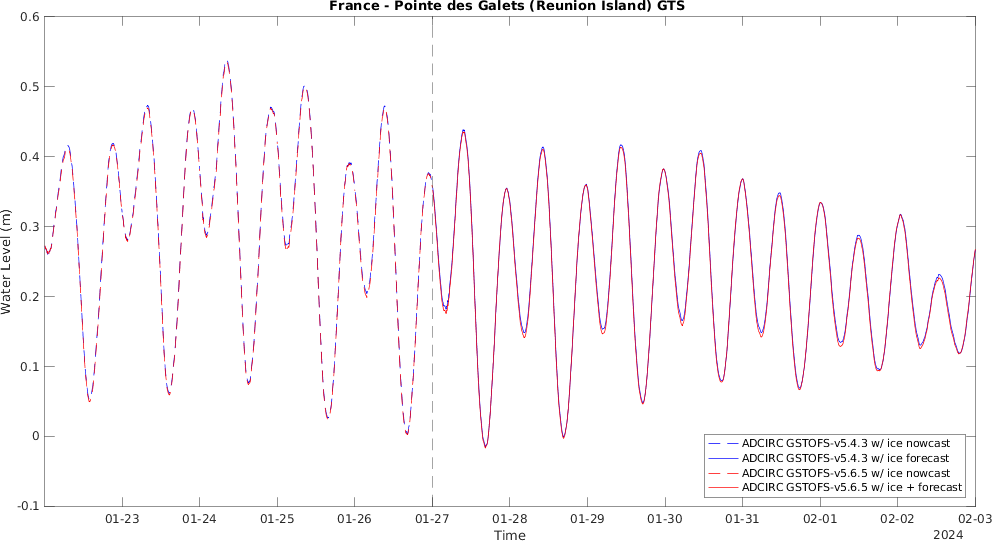 France - Pointe des Galets (Reunion Island) GTS
0.6
0.5
0.4
0.3
0.2
0.1
0
-0.1
Water Level (m)
01-23 01-24 01-25 01-26 01-27 01-28 01-29 01-30 01-31 02-01 02-02 02-03
Time
2024
ADCIRC GSTOFS-v5.4.3 w/ ice nowcast
ADCIRC GSTOFS-v5.4.3 w/ ice forecast
ADCIRC GSTOFS-v5.6.5 w/ ice nowcast
ADCIRC GSTOFS-v5.6.5 w/ ice + forecast